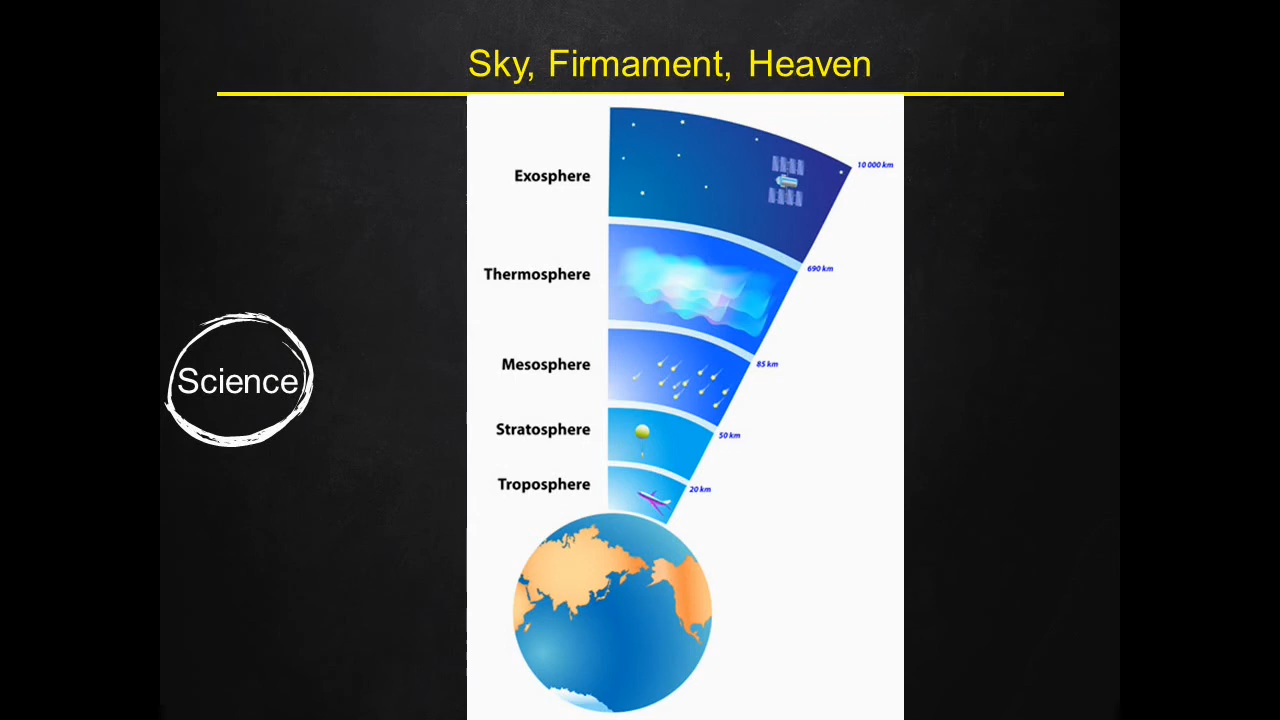 Sky, Firmament, Heaven
10 000 km
Exosphere
690 km
Thermosphere
85 km
Mesosphere
Science
Stratosphere
50 km
Troposphere
20 km